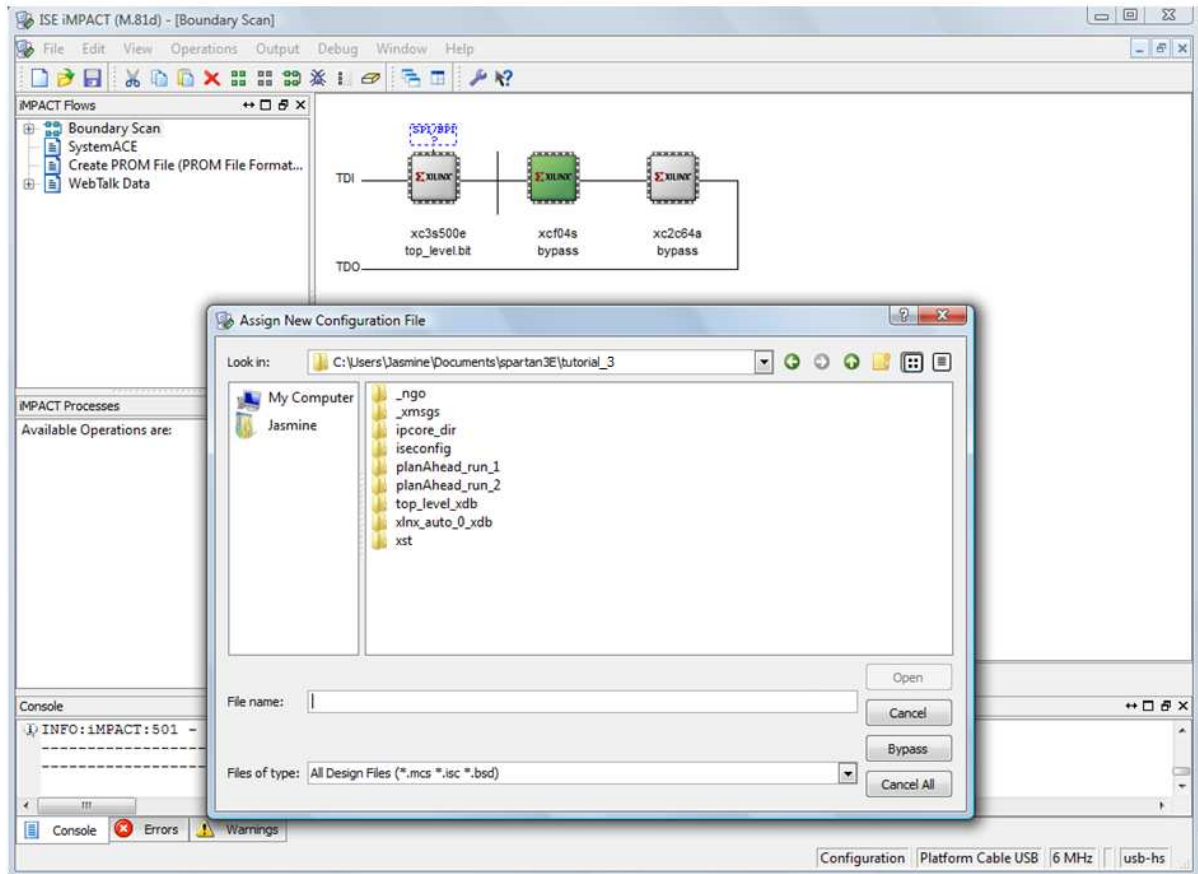 ISE iMPACT (M.81d) - [Boundary Scan]
File Edit View Operations Output Debug Window Help
iMPACT Flows
Boundary Scan
SystemACE
Create PROM File (PROM File Format...
WebTalk Data
SPI/BPI
?
TDI
XILINX XILINX XILINX
xc3s500e xcf04s xc2c64a
top_level.bit bypass bypass
TDO
Assign New Configuration File
Look in: C:\Users\Jasmine\Documents\spartan3E\tutorial_3
My Computer
Jasmine
_ngo
_xmsgs
ipcore_dir
iseconfig
planAhead_run_1
planAhead_run_2
top_level_xdb
xlnx_auto_0_xdb
xst
iMPACT Processes
Available Operations are:
Open
File name:
Cancel
Bypass
Files of type: All Design Files (*.mcs *.isc *.bsd)
Cancel All
Console
INFO:iMPACT:501 -
--------------------
--------------------
Console Errors Warnings
Configuration Platform Cable USB 6 MHz usb-hs